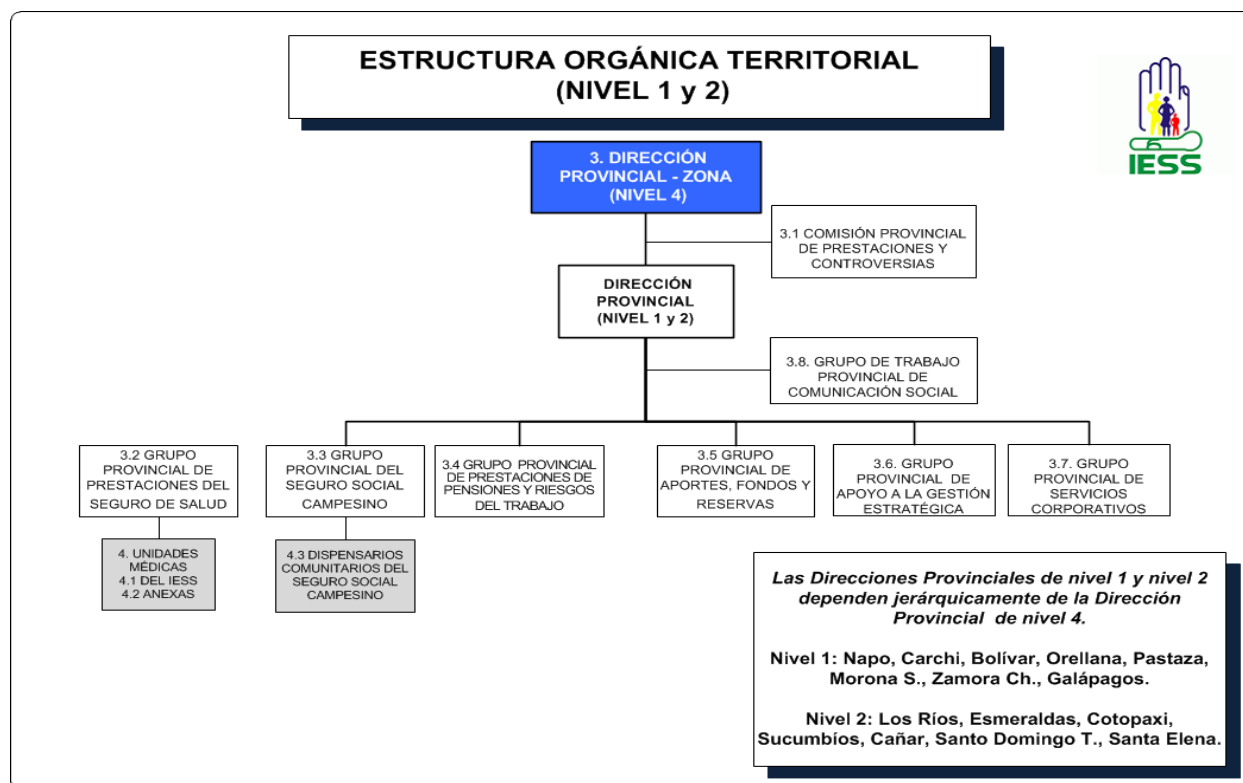 ESTRUCTURA ORGÁNICA TERRITORIAL
(NIVEL 1 y 2)
IESS
3. DIRECCIÓN
PROVINCIAL - ZONA
(NIVEL 4)
3.1 COMISIÓN PROVINCIAL
DE PRESTACIONES Y
CONTROVERSIAS
DIRECCIÓN
PROVINCIAL
(NIVEL 1 y 2)
3.8. GRUPO DE TRABAJO
PROVINCIAL DE
COMUNICACIÓN SOCIAL
3.2 GRUPO
PROVINCIAL DE
PRESTACIONES DEL
SEGURO DE SALUD
3.3 GRUPO
PROVINCIAL DEL
SEGURO SOCIAL
CAMPESINO
3.4 GRUPO PROVINCIAL
DE PRESTACIONES DE
PENSIONES Y RIESGOS
DEL TRABAJO
3.5 GRUPO
PROVINCIAL DE
APORTES, FONDOS Y
RESERVAS
3.6. GRUPO
PROVINCIAL DE
APOYO A LA GESTIÓN
ESTRATÉGICA
3.7. GRUPO
PROVINCIAL DE
SERVICIOS
CORPORATIVOS
4. UNIDADES
MÉDICAS
4.1 DEL IESS
4.2 ANEXAS
4.3 DISPENSARIOS
COMUNITARIOS DEL
SEGURO SOCIAL
CAMPESINO
Las Direcciones Provinciales de nivel 1 y nivel 2
dependen jerárquicamente de la Dirección
Provincial de nivel 4.
Nivel 1: Napo, Carchi, Bolívar, Orellana, Pastaza,
Morona S., Zamora Ch., Galápagos.
Nivel 2: Los Ríos, Esmeraldas, Cotopaxi,
Sucumbíos, Cañar, Santo Domingo T., Santa Elena.